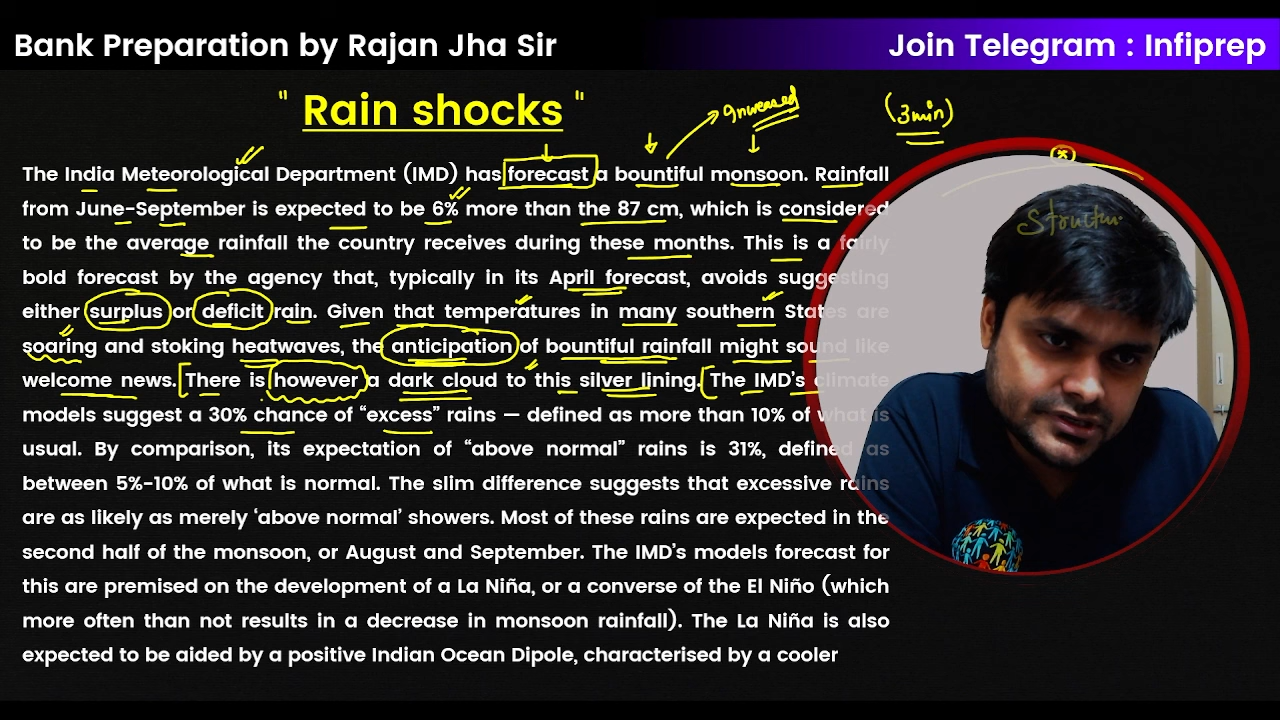 Bank Preparation by Rajan Jha Sir
Join Telegram : Infiprep
" Rain shocks "
Increased
(3min)
The India Meteorological Department (IMD) has forecast a bountiful monsoon. Rainfall
from June-September is expected to be 6% more than the 87 cm, which is considered
to be the average rainfall the country receives during these months. This is a fairly
bold forecast by the agency that, typically in its April forecast, avoids suggesting
either surplus or deficit rain. Given that temperatures in many southern States are
soaring and stoking heatwaves, the anticipation of bountiful rainfall might sound like
welcome news. There is however a dark cloud to this silver lining. The IMD's climate
models suggest a 30% chance of “excess” rains — defined as more than 10% of what is
usual. By comparison, its expectation of “above normal” rains is 31%, defined as
between 5%-10% of what is normal. The slim difference suggests that excessive rains
are as likely as merely ‘above normal’ showers. Most of these rains are expected in the
second half of the monsoon, or August and September. The IMD's models forecast for
this are premised on the development of a La Niña, or a converse of the El Niño (which
more often than not results in a decrease in monsoon rainfall). The La Niña is also
expected to be aided by a positive Indian Ocean Dipole, characterised by a cooler